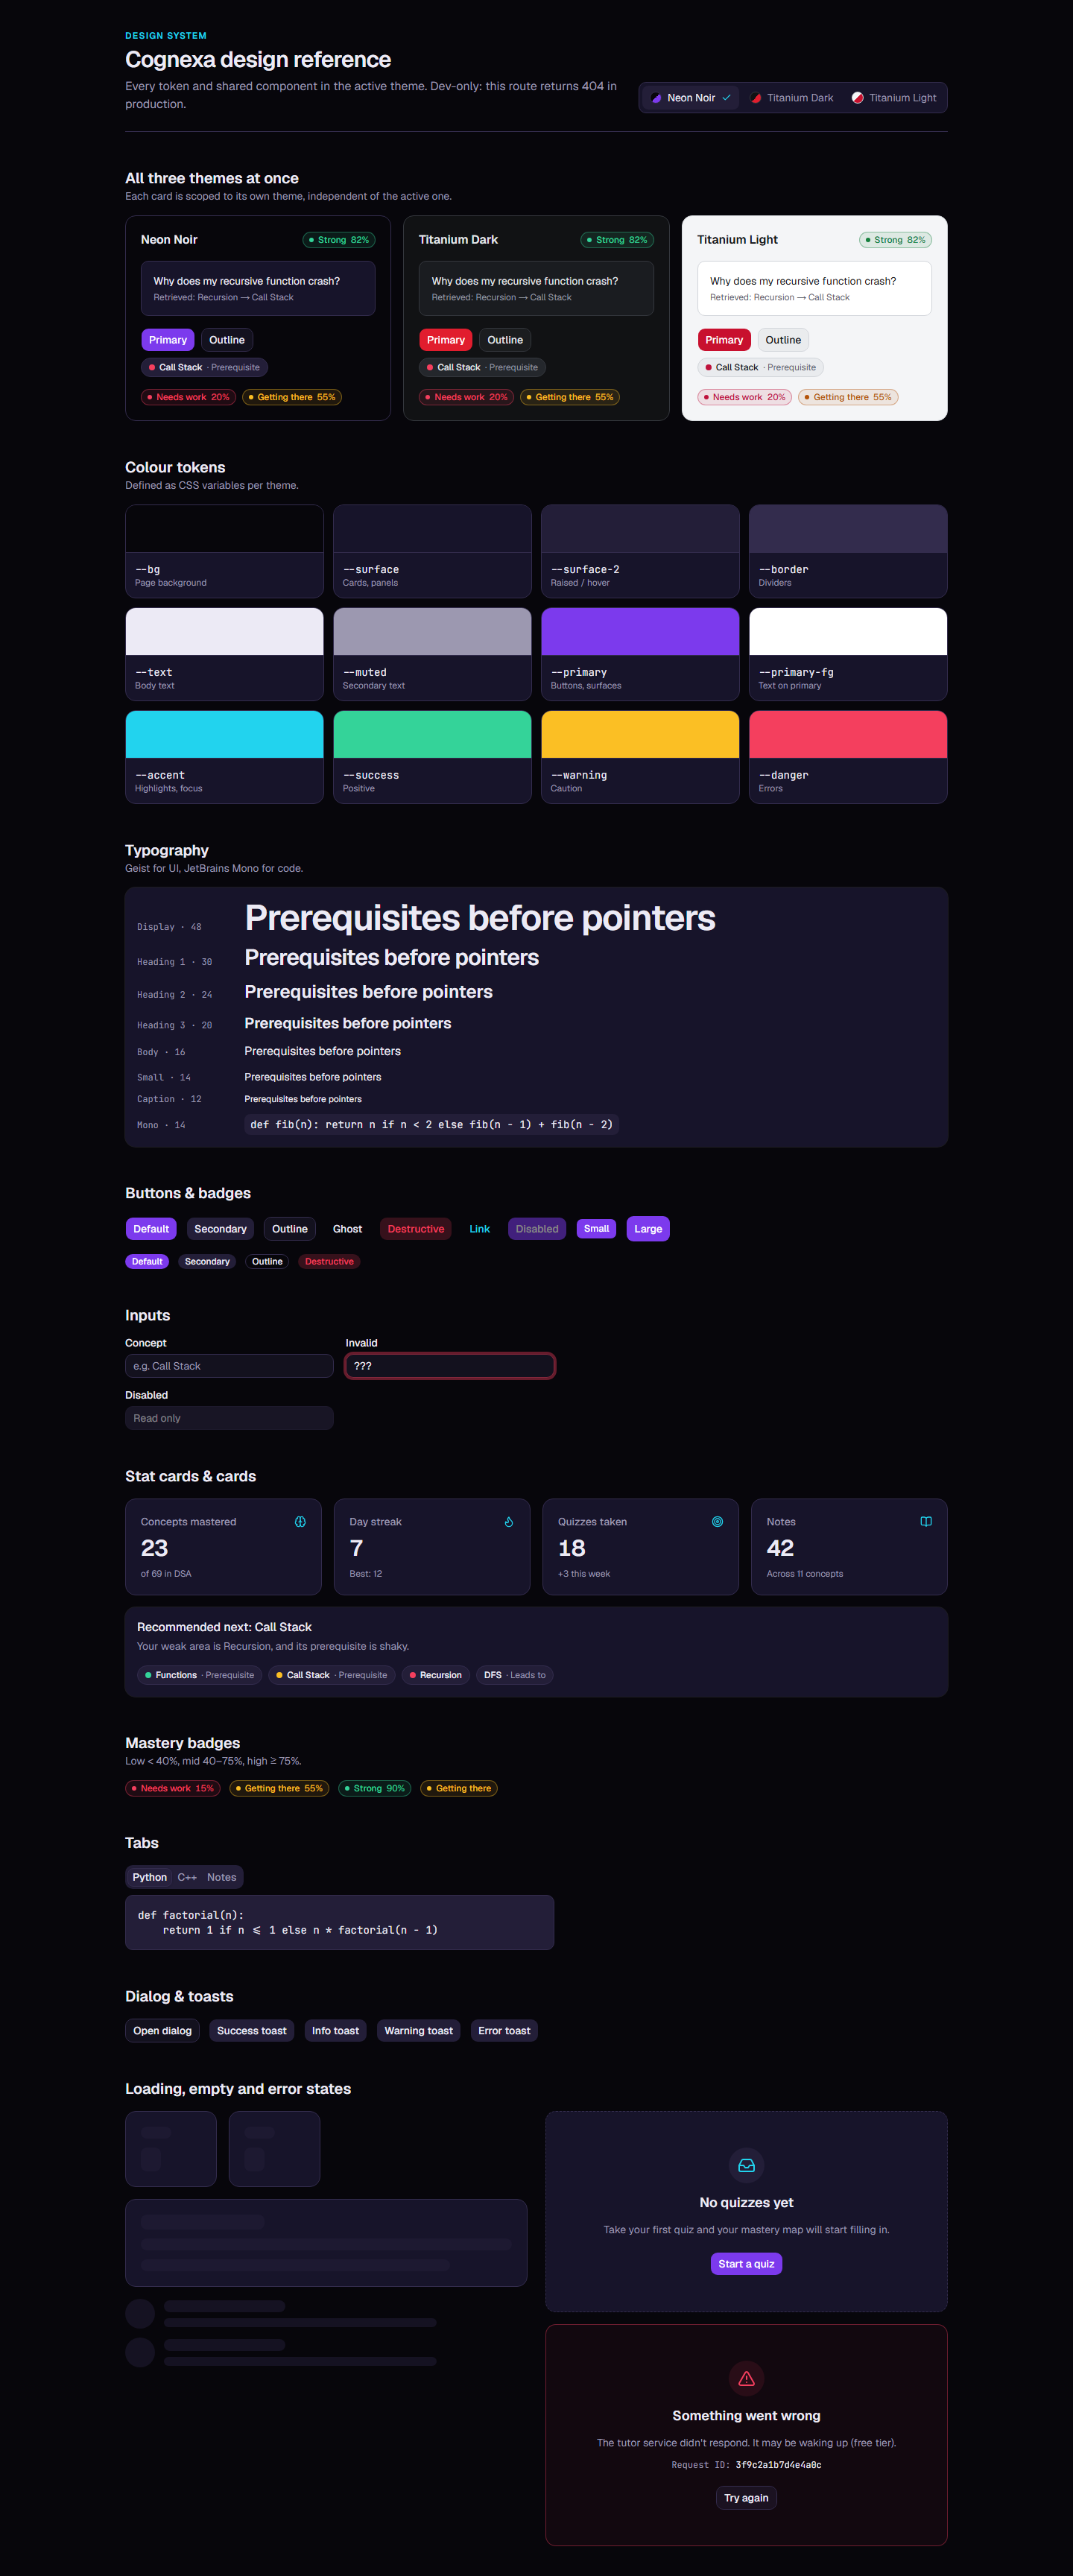 DESIGN SYSTEM
Cognexa design reference
Every token and shared component in the active theme. Dev-only: this route returns 404 in
production.
Neon Noir
Titanium Dark
Titanium Light
All three themes at once
Each card is scoped to its own theme, independent of the active one.
Neon Noir
Strong 82%
Why does my recursive function crash?
Retrieved: Recursion → Call Stack
Primary
Outline
Call Stack · Prerequisite
Needs work 20%
Getting there 55%
Titanium Dark
Strong 82%
Why does my recursive function crash?
Retrieved: Recursion → Call Stack
Primary
Outline
Call Stack · Prerequisite
Needs work 20%
Getting there 55%
Titanium Light
Strong 82%
Why does my recursive function crash?
Retrieved: Recursion → Call Stack
Primary
Outline
Call Stack · Prerequisite
Needs work 20%
Getting there 55%
Colour tokens
Defined as CSS variables per theme.
--bg
Page background
--surface
Cards, panels
--surface-2
Raised / hover
--border
Dividers
--text
Body text
--muted
Secondary text
--primary
Buttons, surfaces
--primary-fg
Text on primary
--accent
Highlights, focus
--success
Positive
--warning
Caution
--danger
Errors
Typography
Geist for UI, JetBrains Mono for code.
Display · 48
Prerequisites before pointers
Heading 1 · 30
Prerequisites before pointers
Heading 2 · 24
Prerequisites before pointers
Heading 3 · 20
Prerequisites before pointers
Body · 16
Prerequisites before pointers
Small · 14
Prerequisites before pointers
Caption · 12
Prerequisites before pointers
Mono · 14
def fib(n): return n if n < 2 else fib(n - 1) + fib(n - 2)
Buttons & badges
Default
Secondary
Outline
Ghost
Destructive
Link
Disabled
Small
Large
Default
Secondary
Outline
Destructive
Inputs
Concept
e.g. Call Stack
Invalid
???
Disabled
Read only
Stat cards & cards
Concepts mastered
23
of 69 in DSA
Day streak
7
Best: 12
Quizzes taken
18
+3 this week
Notes
42
Across 11 concepts
Recommended next: Call Stack
Your weak area is Recursion, and its prerequisite is shaky.
Functions · Prerequisite
Call Stack · Prerequisite
Recursion
DFS · Leads to
Mastery badges
Low < 40%, mid 40–75%, high ≥ 75%.
Needs work 15%
Getting there 55%
Strong 90%
Getting there
Tabs
Python
C++
Notes
def factorial(n):
return 1 if n <= 1 else n * factorial(n - 1)
Dialog & toasts
Open dialog
Success toast
Info toast
Warning toast
Error toast
Loading, empty and error states
No quizzes yet
Take your first quiz and your mastery map will start filling in.
Start a quiz
Something went wrong
The tutor service didn't respond. It may be waking up (free tier).
Request ID: 3f9c2a1b7d4e4a0c
Try again